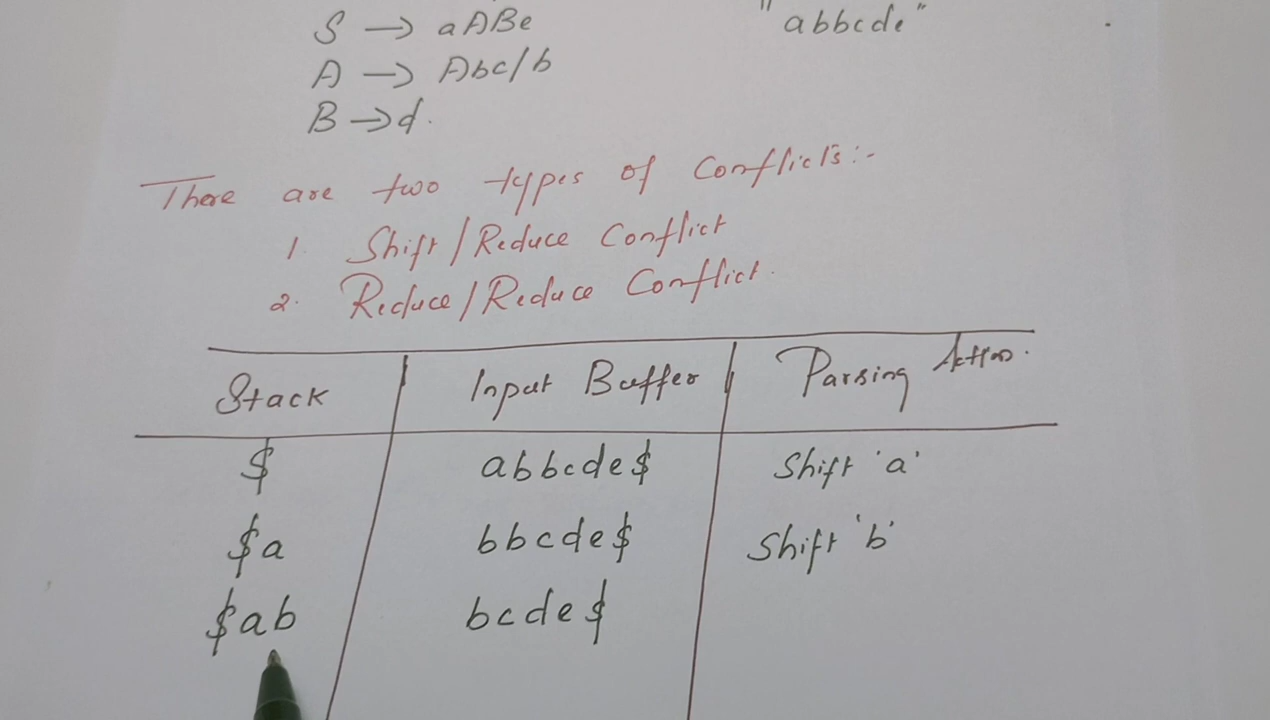 S → aABe "abbcde"
A → Abc/b
B → d.
There are two types of Conflicts:-
1. Shift/Reduce Conflict
2. Reduce/Reduce Conflict.
Stack Input Buffer Parsing Action.
$ abbcde$ Shift 'a'
$a bbcde$ Shift 'b'
$ab bcde$